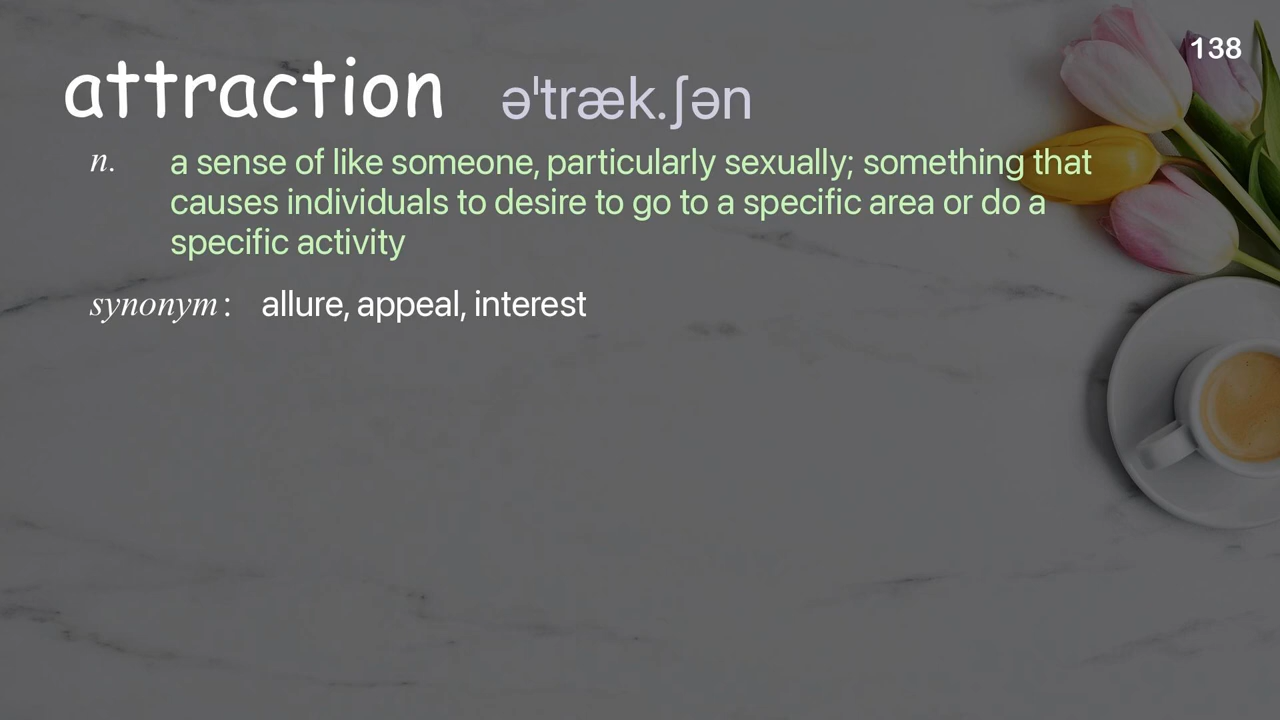 138
attraction əˈtræk.ʃən
n. a sense of like someone, particularly sexually; something that
causes individuals to desire to go to a specific area or do a
specific activity
synonym: allure, appeal, interest